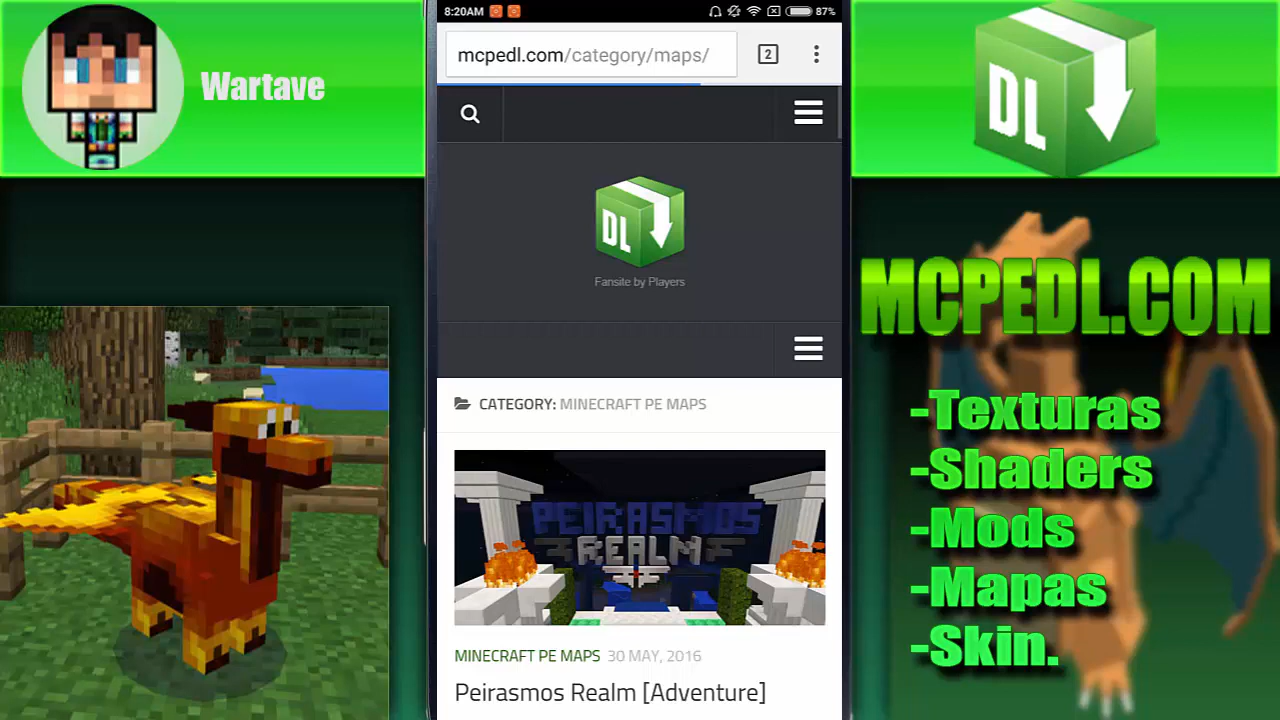 Wartave
8:20AM
87%
mcpedl.com/category/maps/
2
DL
Fansite by Players
CATEGORY: MINECRAFT PE MAPS
PEIRASMOS
REALM
MINECRAFT PE MAPS 30 MAY, 2016
Peirasmos Realm [Adventure]
DL
MCPEDL.COM
-Texturas
-Shaders
-Mods
-Mapas
-Skin.